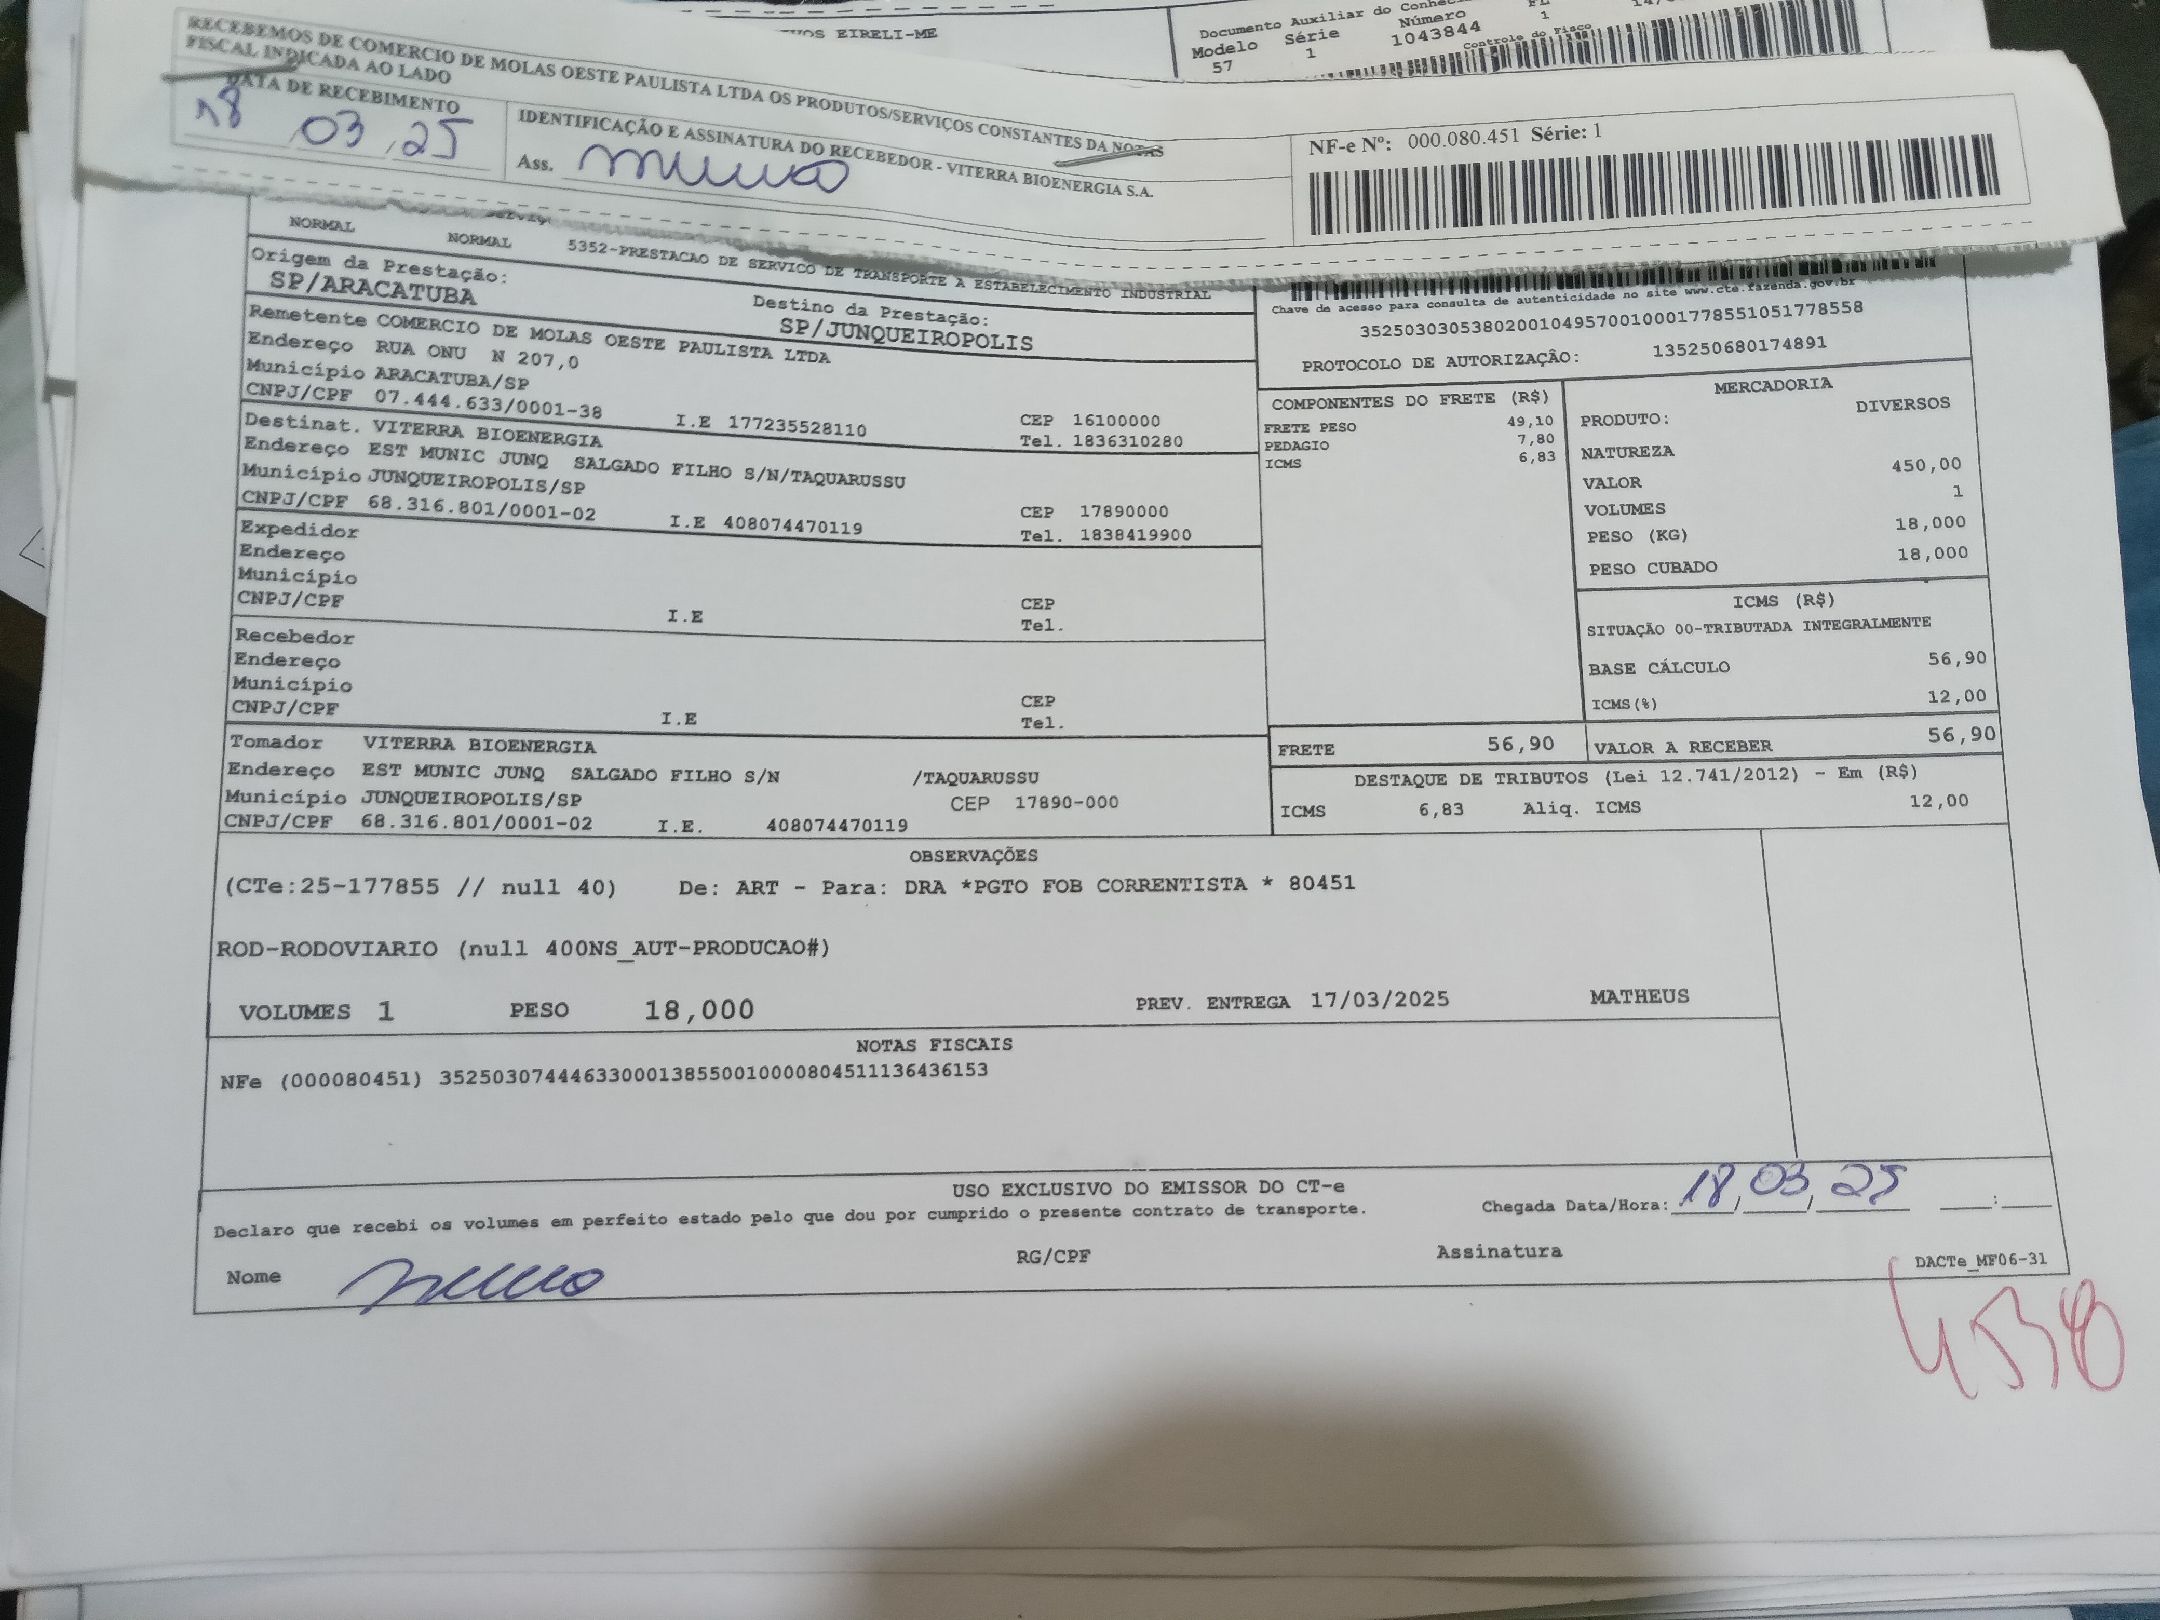 EIRELI-ME
Documento Auxiliar do
Modelo Série Número
57 1 1043844 1
Controle do Fisco
RECEBEMOS DE COMERCIO DE MOLAS OESTE PAULISTA LTDA OS PRODUTOS/SERVIÇOS CONSTANTES DA NOTAS
FISCAL INDICADA AO LADO
DATA DE RECEBIMENTO
18 03 25
IDENTIFICAÇÃO E ASSINATURA DO RECEBEDOR - VITERRA BIOENERGIA S.A.
Ass.
NF-e Nº: 000.080.451 Série: 1
NORMAL NORMAL 5352-PRESTACAO DE SERVICO DE TRANSPORTE A ESTABELECIMENTO INDUSTRIAL
Origem da Prestação:
SP/ARACATUBA
Destino da Prestação:
SP/JUNQUEIROPOLIS
Remetente COMERCIO DE MOLAS OESTE PAULISTA LTDA
Endereço RUA ONU N 207,0
Município ARACATUBA/SP
CEP 16100000
CNPJ/CPF 07.444.633/0001-38 I.E 177235528110
Tel. 1836310280
Destinat. VITERRA BIOENERGIA
Endereço EST MUNIC JUNQ SALGADO FILHO S/N/TAQUARUSSU
Município JUNQUEIROPOLIS/SP
CEP 17890000
CNPJ/CPF 68.316.801/0001-02 I.E 408074470119
Tel. 1838419900
Expedidor
Endereço
Município
CEP
CNPJ/CPF I.E
Tel.
Recebedor
Endereço
Município
CEP
CNPJ/CPF I.E
Tel.
Tomador VITERRA BIOENERGIA
Endereço EST MUNIC JUNQ SALGADO FILHO S/N /TAQUARUSSU
Município JUNQUEIROPOLIS/SP CEP 17890-000
CNPJ/CPF 68.316.801/0001-02 I.E. 408074470119
Chave de acesso para consulta de autenticidade no site www.cte.fazenda.gov.br
35250303053802001049570010001778551051778558
PROTOCOLO DE AUTORIZAÇÃO: 135250680174891
COMPONENTES DO FRETE (R$)
FRETE PESO 49,10
PEDAGIO 7,80
ICMS 6,83
MERCADORIA
PRODUTO: DIVERSOS
NATUREZA
VALOR 450,00
VOLUMES 1
PESO (KG) 18,000
PESO CUBADO 18,000
ICMS (R$)
SITUAÇÃO 00-TRIBUTADA INTEGRALMENTE
BASE CÁLCULO 56,90
ICMS(%) 12,00
FRETE 56,90 VALOR A RECEBER 56,90
DESTAQUE DE TRIBUTOS (Lei 12.741/2012) - Em (R$)
ICMS 6,83 Aliq. ICMS 12,00
OBSERVAÇÕES
(CTe:25-177855 // null 40) De: ART - Para: DRA *PGTO FOB CORRENTISTA * 80451
ROD-RODOVIARIO (null 400NS_AUT-PRODUCAO#)
VOLUMES 1 PESO 18,000 PREV. ENTREGA 17/03/2025 MATHEUS
NOTAS FISCAIS
NFe (000080451) 35250307444633000138550010000804511136436153
USO EXCLUSIVO DO EMISSOR DO CT-e
Declaro que recebi os volumes em perfeito estado pelo que dou por cumprido o presente contrato de transporte.
Chegada Data/Hora: 18/03/25 :
Nome RG/CPF Assinatura
DACTe_MF06-31
4538